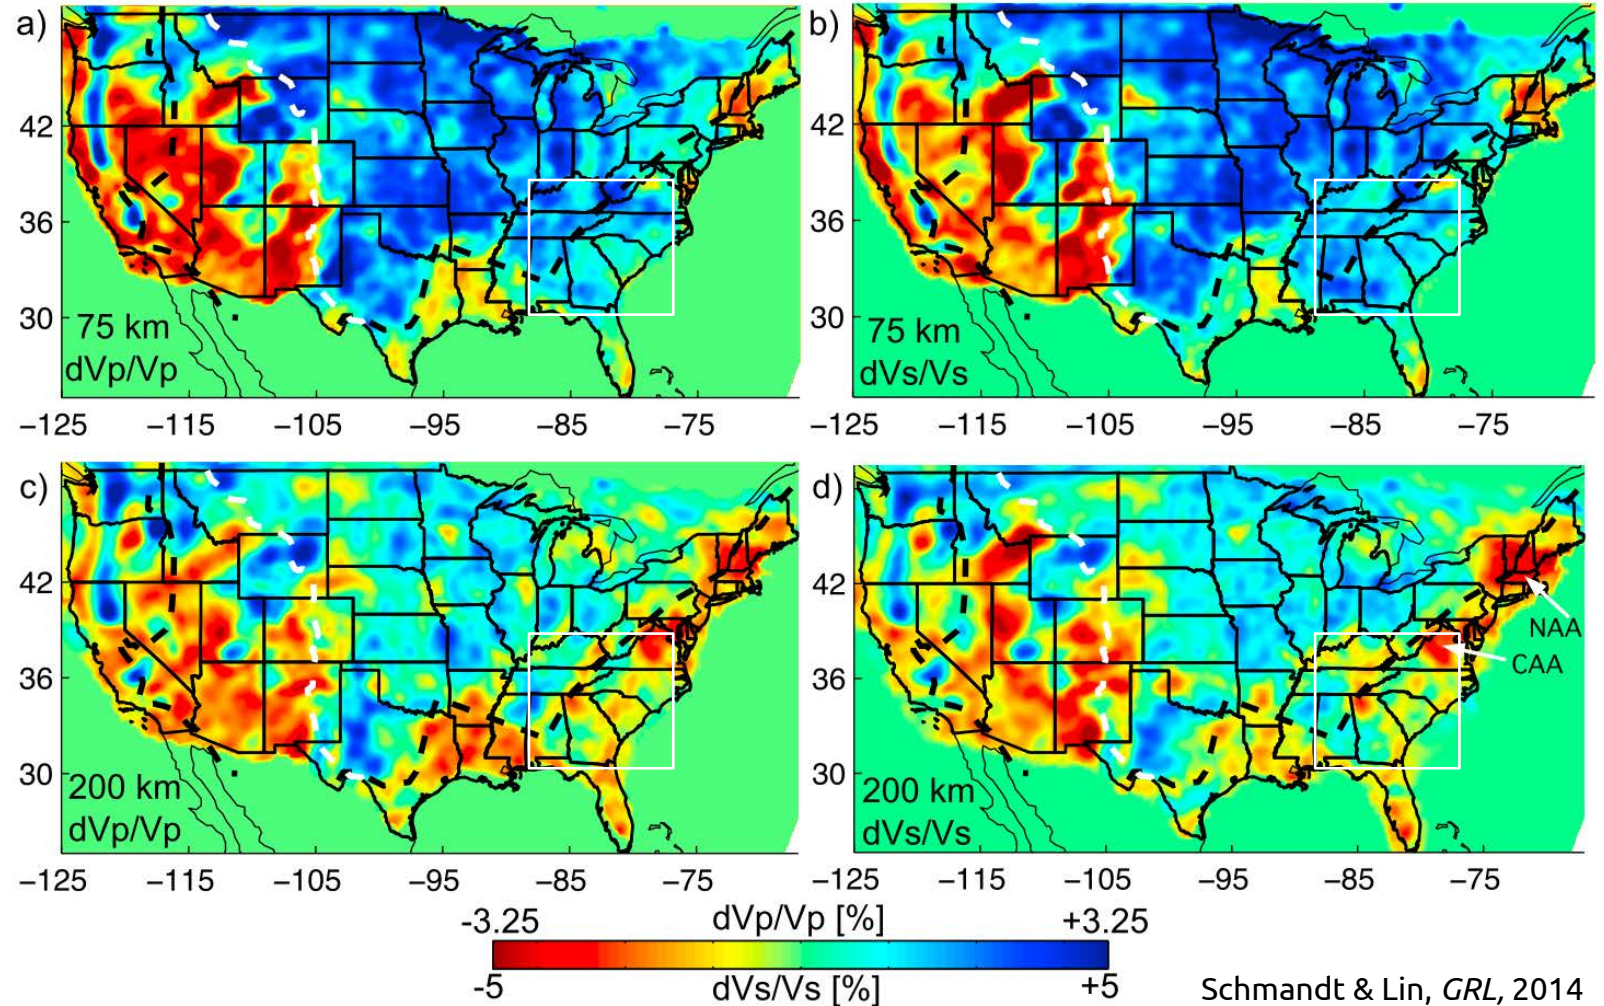 a)
42
36
30
75 km
dVp/Vp
−125 −115 −105 −95 −85 −75
b)
42
36
30
75 km
dVs/Vs
−125 −115 −105 −95 −85 −75
c)
42
36
30
200 km
dVp/Vp
−125 −115 −105 −95 −85 −75
d)
42
36
30
200 km
dVs/Vs
NAA
CAA
−125 −115 −105 −95 −85 −75
-3.25 dVp/Vp [%] +3.25
-5 dVs/Vs [%] +5
Schmandt & Lin, GRL, 2014